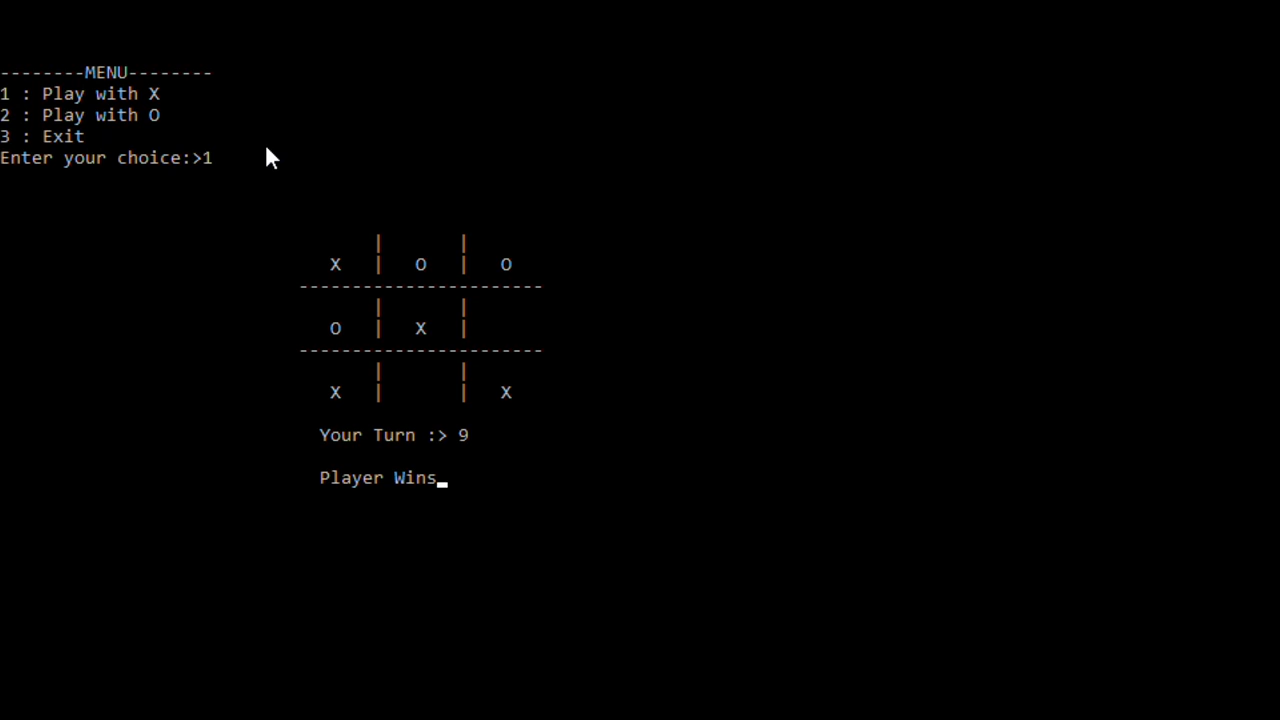 --------MENU--------
1 : Play with X
2 : Play with O
3 : Exit
Enter your choice:>1
| |
X | O | O
-----------------------
| |
O | X |
-----------------------
| |
X | | X
Your Turn :> 9
Player Wins